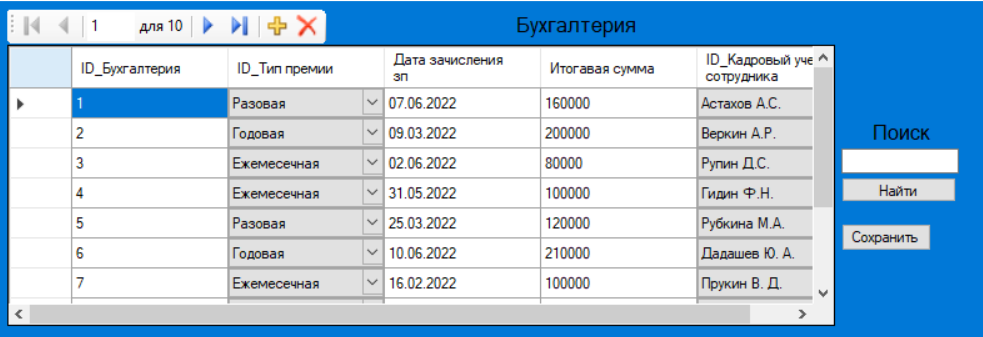 1 для 10
Бухгалтерия
ID_Бухгалтерия ID_Тип премии Дата зачисления зп Итогавая сумма ID_Кадровый уче сотрудника
1 Разовая 07.06.2022 160000 Астахов А.С.
2 Годовая 09.03.2022 200000 Веркин А.Р.
3 Ежемесечная 02.06.2022 80000 Рупин Д.С.
4 Ежемесечная 31.05.2022 100000 Гидин Ф.Н.
5 Разовая 25.03.2022 120000 Рубкина М.А.
6 Годовая 10.06.2022 210000 Дадашев Ю. А.
7 Ежемесечная 16.02.2022 100000 Прукин В. Д.
Поиск
Найти
Сохранить